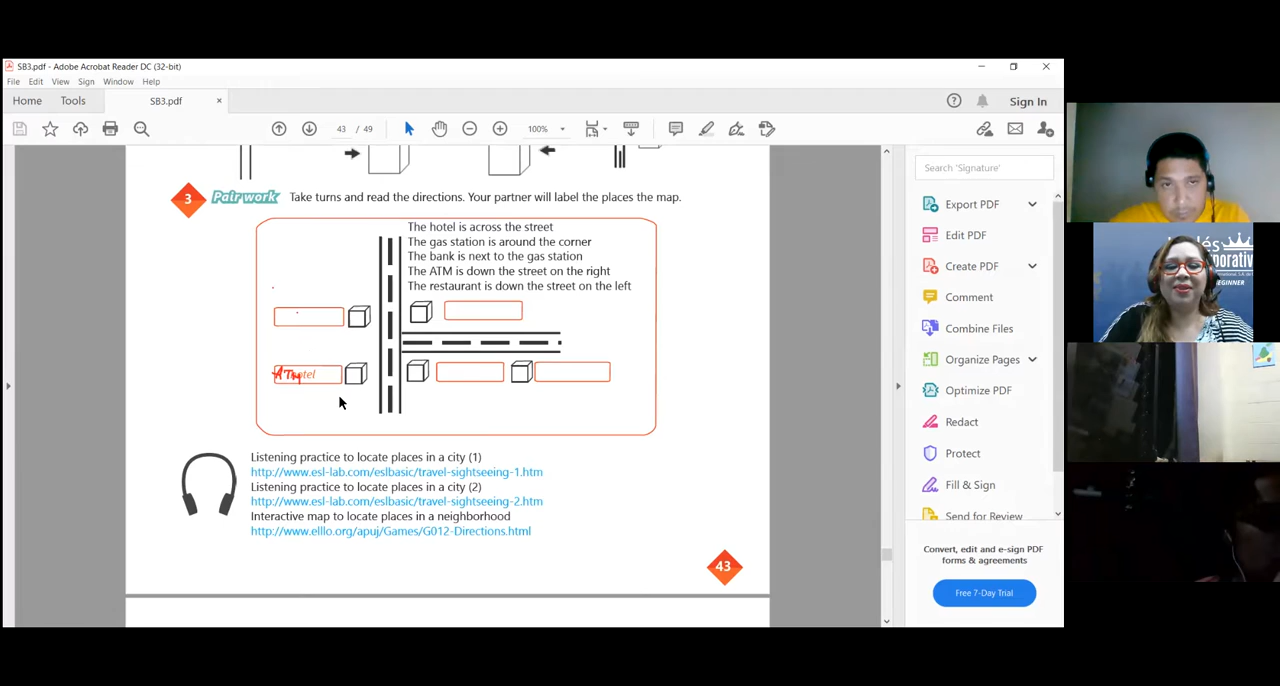 SB3.pdf - Adobe Acrobat Reader DC (32-bit)
File Edit View Sign Window Help
Home Tools SB3.pdf × Sign In
43 / 49 100%
Search 'Signature'
Export PDF
Edit PDF
Create PDF
Comment
Combine Files
Organize Pages
Optimize PDF
Redact
Protect
Fill & Sign
Send for Review
Convert, edit and e-sign PDF
forms & agreements
Free 7-Day Trial
3 Pair work Take turns and read the directions. Your partner will label the places the map.
The hotel is across the street
The gas station is around the corner
The bank is next to the gas station
The ATM is down the street on the right
The restaurant is down the street on the left
Listening practice to locate places in a city (1)
http://www.esl-lab.com/eslbasic/travel-sightseeing-1.htm
Listening practice to locate places in a city (2)
http://www.esl-lab.com/eslbasic/travel-sightseeing-2.htm
Interactive map to locate places in a neighborhood
http://www.elllo.org/apuj/Games/G012-Directions.html
43